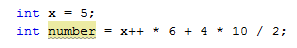 int x = 5;
int number = x++ * 6 + 4 * 10 / 2;